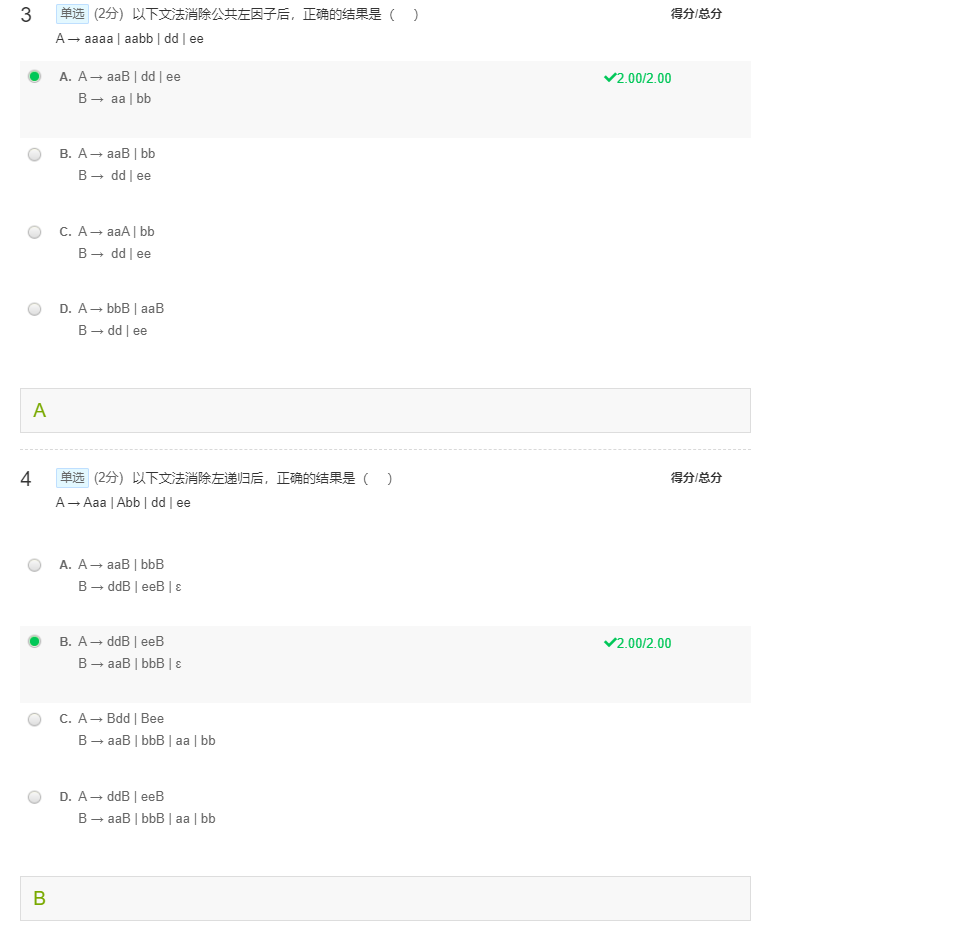 3 单选 (2分) 以下文法消除公共左因子后，正确的结果是（ ） 得分/总分
A → aaaa | aabb | dd | ee
A. A → aaB | dd | ee 2.00/2.00
B → aa | bb
B. A → aaB | bb
B → dd | ee
C. A → aaA | bb
B → dd | ee
D. A → bbB | aaB
B → dd | ee
A
4 单选 (2分) 以下文法消除左递归后，正确的结果是（ ） 得分/总分
A → Aaa | Abb | dd | ee
A. A → aaB | bbB
B → ddB | eeB | ε
B. A → ddB | eeB 2.00/2.00
B → aaB | bbB | ε
C. A → Bdd | Bee
B → aaB | bbB | aa | bb
D. A → ddB | eeB
B → aaB | bbB | aa | bb
B